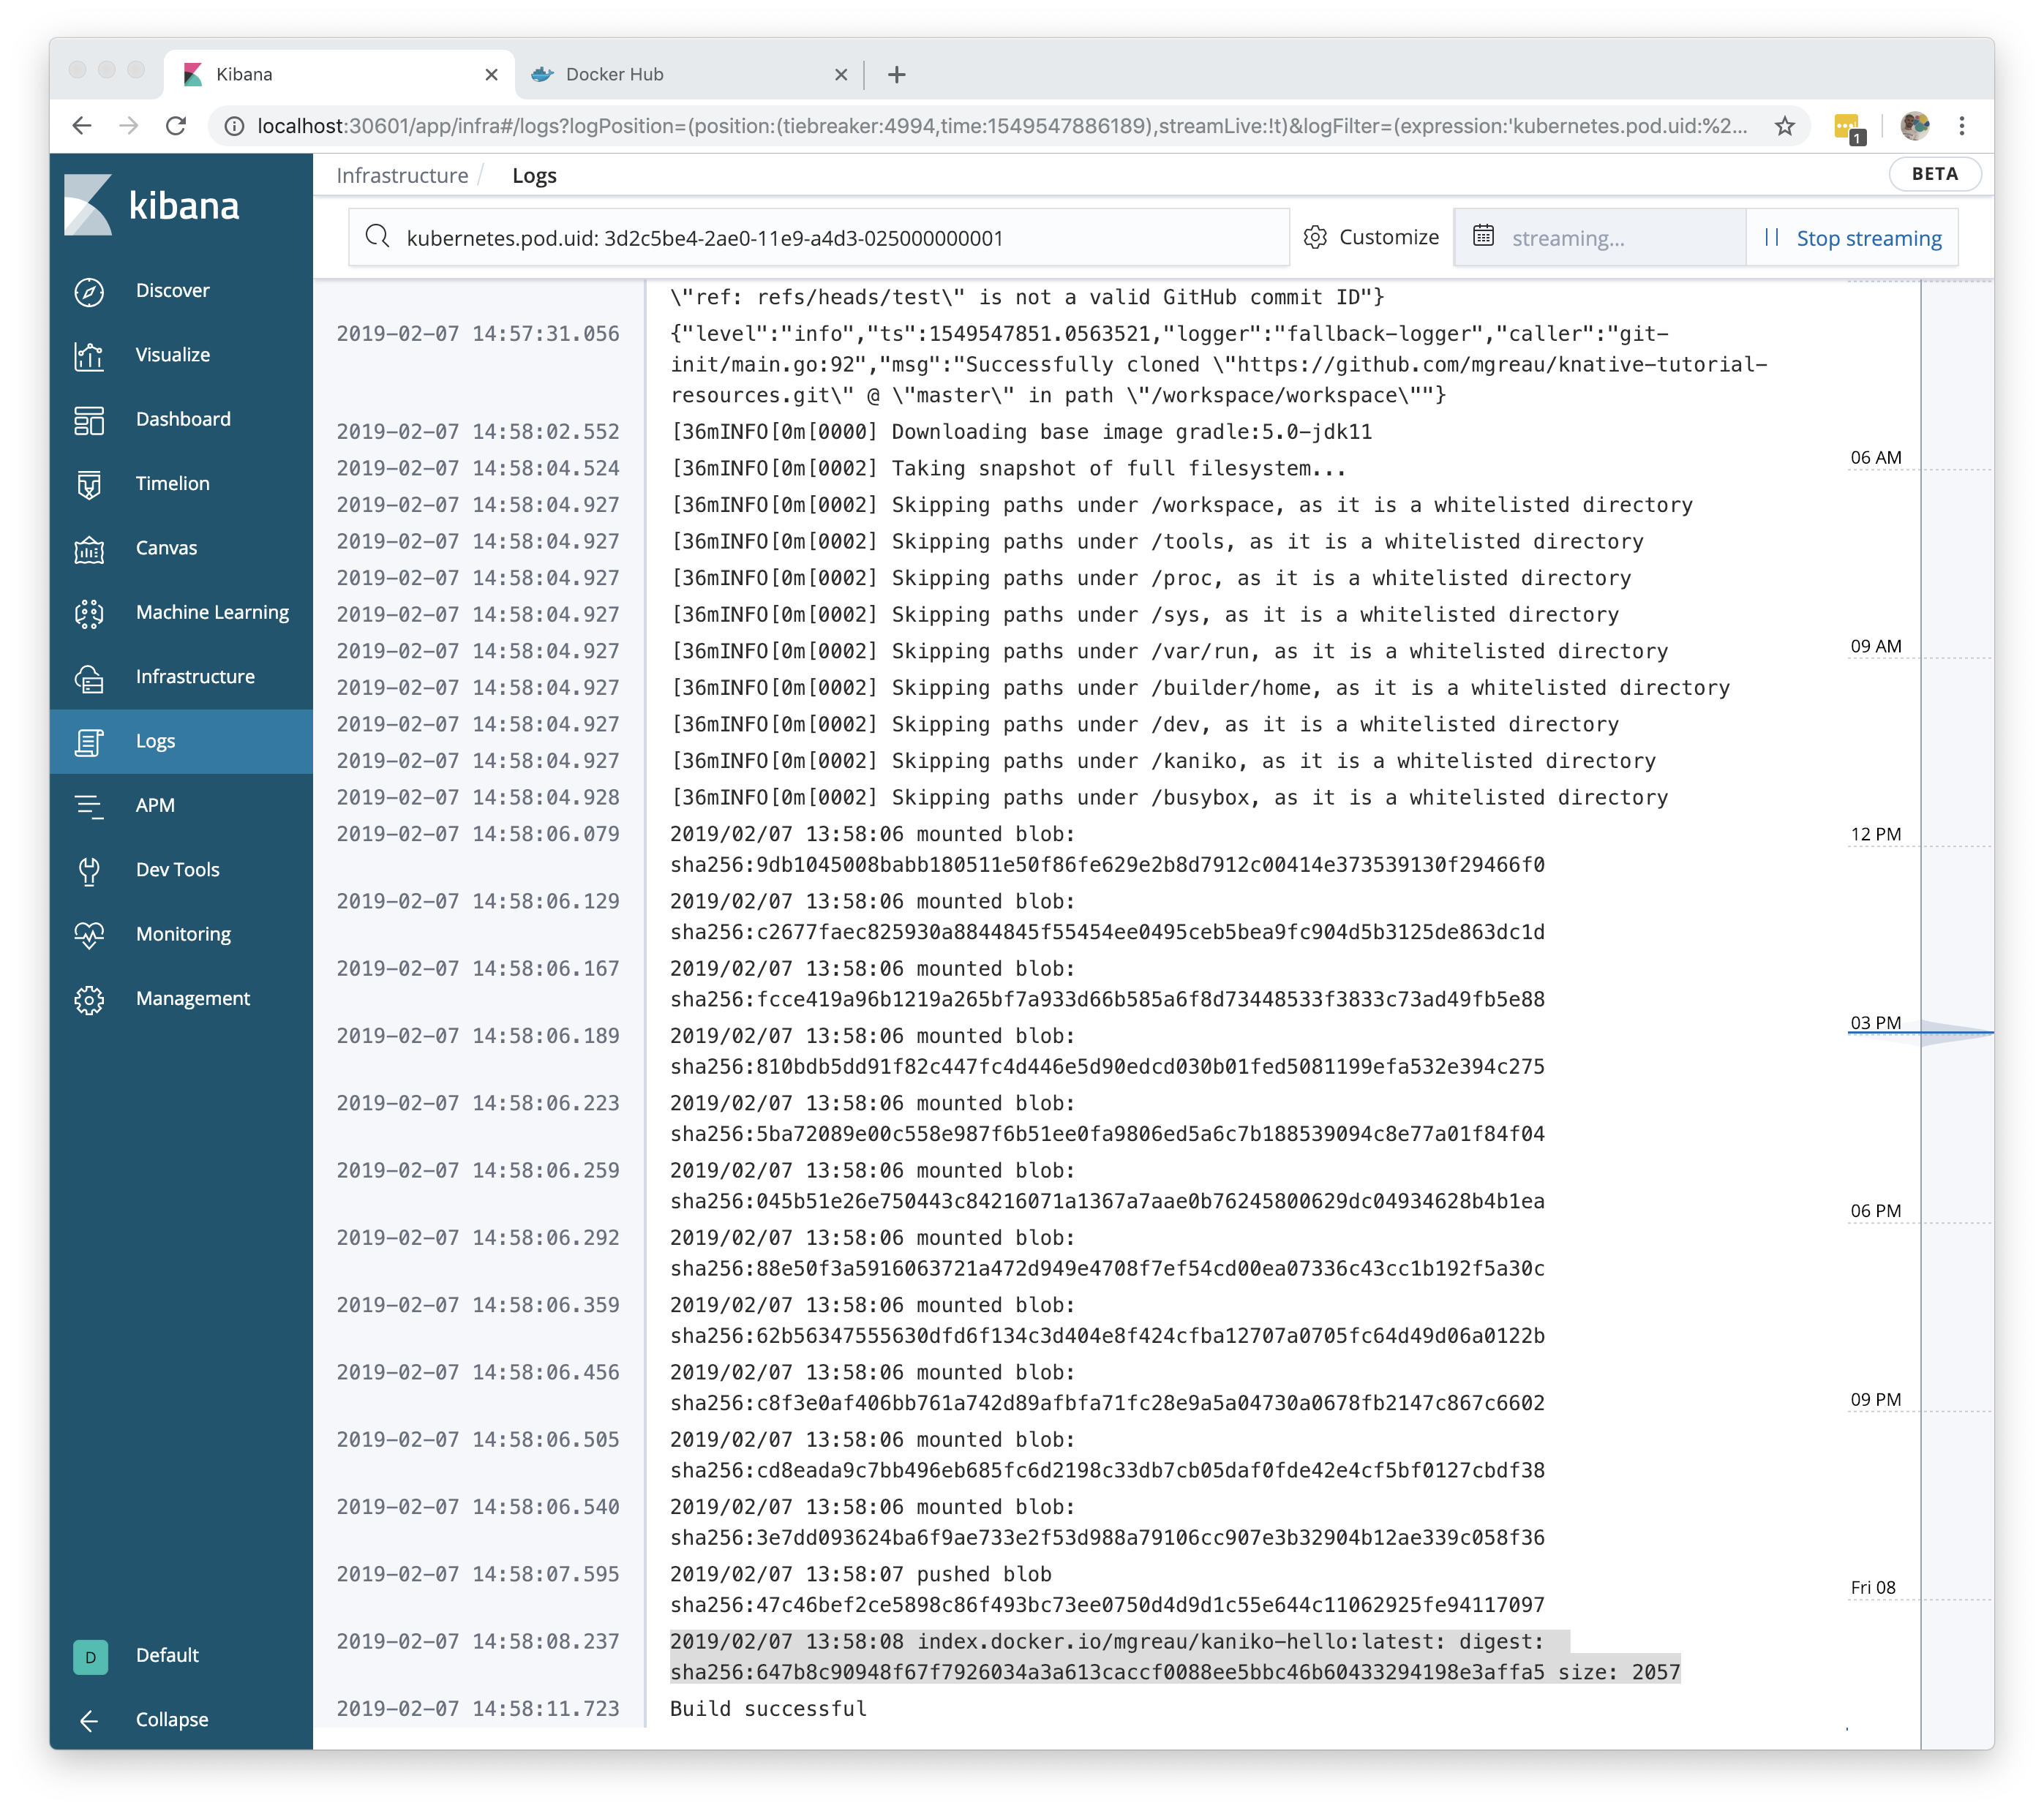 Kibana
Docker Hub
localhost:30601/app/infra#/logs?logPosition=(position:(tiebreaker:4994,time:1549547886189),streamLive:!t)&logFilter=(expression:'kubernetes.pod.uid:%2...
1
kibana
Infrastructure / Logs
BETA
kubernetes.pod.uid: 3d2c5be4-2ae0-11e9-a4d3-025000000001
Customize
streaming...
Stop streaming
Discover
Visualize
Dashboard
Timelion
Canvas
Machine Learning
Infrastructure
Logs
APM
Dev Tools
Monitoring
Management
D Default
Collapse
\"ref: refs/heads/test\" is not a valid GitHub commit ID"}
2019-02-07 14:57:31.056 {"level":"info","ts":1549547851.0563521,"logger":"fallback-logger","caller":"git-
init/main.go:92","msg":"Successfully cloned \"https://github.com/mgreau/knative-tutorial-
resources.git\" @ \"master\" in path \"/workspace/workspace\""}
2019-02-07 14:58:02.552 [36mINFO[0m[0000] Downloading base image gradle:5.0-jdk11
2019-02-07 14:58:04.524 [36mINFO[0m[0002] Taking snapshot of full filesystem...
2019-02-07 14:58:04.927 [36mINFO[0m[0002] Skipping paths under /workspace, as it is a whitelisted directory
2019-02-07 14:58:04.927 [36mINFO[0m[0002] Skipping paths under /tools, as it is a whitelisted directory
2019-02-07 14:58:04.927 [36mINFO[0m[0002] Skipping paths under /proc, as it is a whitelisted directory
2019-02-07 14:58:04.927 [36mINFO[0m[0002] Skipping paths under /sys, as it is a whitelisted directory
2019-02-07 14:58:04.927 [36mINFO[0m[0002] Skipping paths under /var/run, as it is a whitelisted directory
2019-02-07 14:58:04.927 [36mINFO[0m[0002] Skipping paths under /builder/home, as it is a whitelisted directory
2019-02-07 14:58:04.927 [36mINFO[0m[0002] Skipping paths under /dev, as it is a whitelisted directory
2019-02-07 14:58:04.927 [36mINFO[0m[0002] Skipping paths under /kaniko, as it is a whitelisted directory
2019-02-07 14:58:04.928 [36mINFO[0m[0002] Skipping paths under /busybox, as it is a whitelisted directory
2019-02-07 14:58:06.079 2019/02/07 13:58:06 mounted blob:
sha256:9db1045008babb180511e50f86fe629e2b8d7912c00414e373539130f29466f0
2019-02-07 14:58:06.129 2019/02/07 13:58:06 mounted blob:
sha256:c2677faec825930a8844845f55454ee0495ceb5bea9fc904d5b3125de863dc1d
2019-02-07 14:58:06.167 2019/02/07 13:58:06 mounted blob:
sha256:fcce419a96b1219a265bf7a933d66b585a6f8d73448533f3833c73ad49fb5e88
2019-02-07 14:58:06.189 2019/02/07 13:58:06 mounted blob:
sha256:810bdb5dd91f82c447fc4d446e5d90edcd030b01fed5081199efa532e394c275
2019-02-07 14:58:06.223 2019/02/07 13:58:06 mounted blob:
sha256:5ba72089e00c558e987f6b51ee0fa9806ed5a6c7b188539094c8e77a01f84f04
2019-02-07 14:58:06.259 2019/02/07 13:58:06 mounted blob:
sha256:045b51e26e750443c84216071a1367a7aae0b76245800629dc04934628b4b1ea
2019-02-07 14:58:06.292 2019/02/07 13:58:06 mounted blob:
sha256:88e50f3a5916063721a472d949e4708f7ef54cd00ea07336c43cc1b192f5a30c
2019-02-07 14:58:06.359 2019/02/07 13:58:06 mounted blob:
sha256:62b56347555630dfd6f134c3d404e8f424cfba12707a0705fc64d49d06a0122b
2019-02-07 14:58:06.456 2019/02/07 13:58:06 mounted blob:
sha256:c8f3e0af406bb761a742d89afbfa71fc28e9a5a04730a0678fb2147c867c6602
2019-02-07 14:58:06.505 2019/02/07 13:58:06 mounted blob:
sha256:cd8eada9c7bb496eb685fc6d2198c33db7cb05daf0fde42e4cf5bf0127cbdf38
2019-02-07 14:58:06.540 2019/02/07 13:58:06 mounted blob:
sha256:3e7dd093624ba6f9ae733e2f53d988a79106cc907e3b32904b12ae339c058f36
2019-02-07 14:58:07.595 2019/02/07 13:58:07 pushed blob
sha256:47c46bef2ce5898c86f493bc73ee0750d4d9d1c55e644c11062925fe94117097
2019-02-07 14:58:08.237 2019/02/07 13:58:08 index.docker.io/mgreau/kaniko-hello:latest: digest:
sha256:647b8c90948f67f7926034a3a613caccf0088ee5bbc46b60433294198e3affa5 size: 2057
2019-02-07 14:58:11.723 Build successful
06 AM
09 AM
12 PM
03 PM
06 PM
09 PM
Fri 08